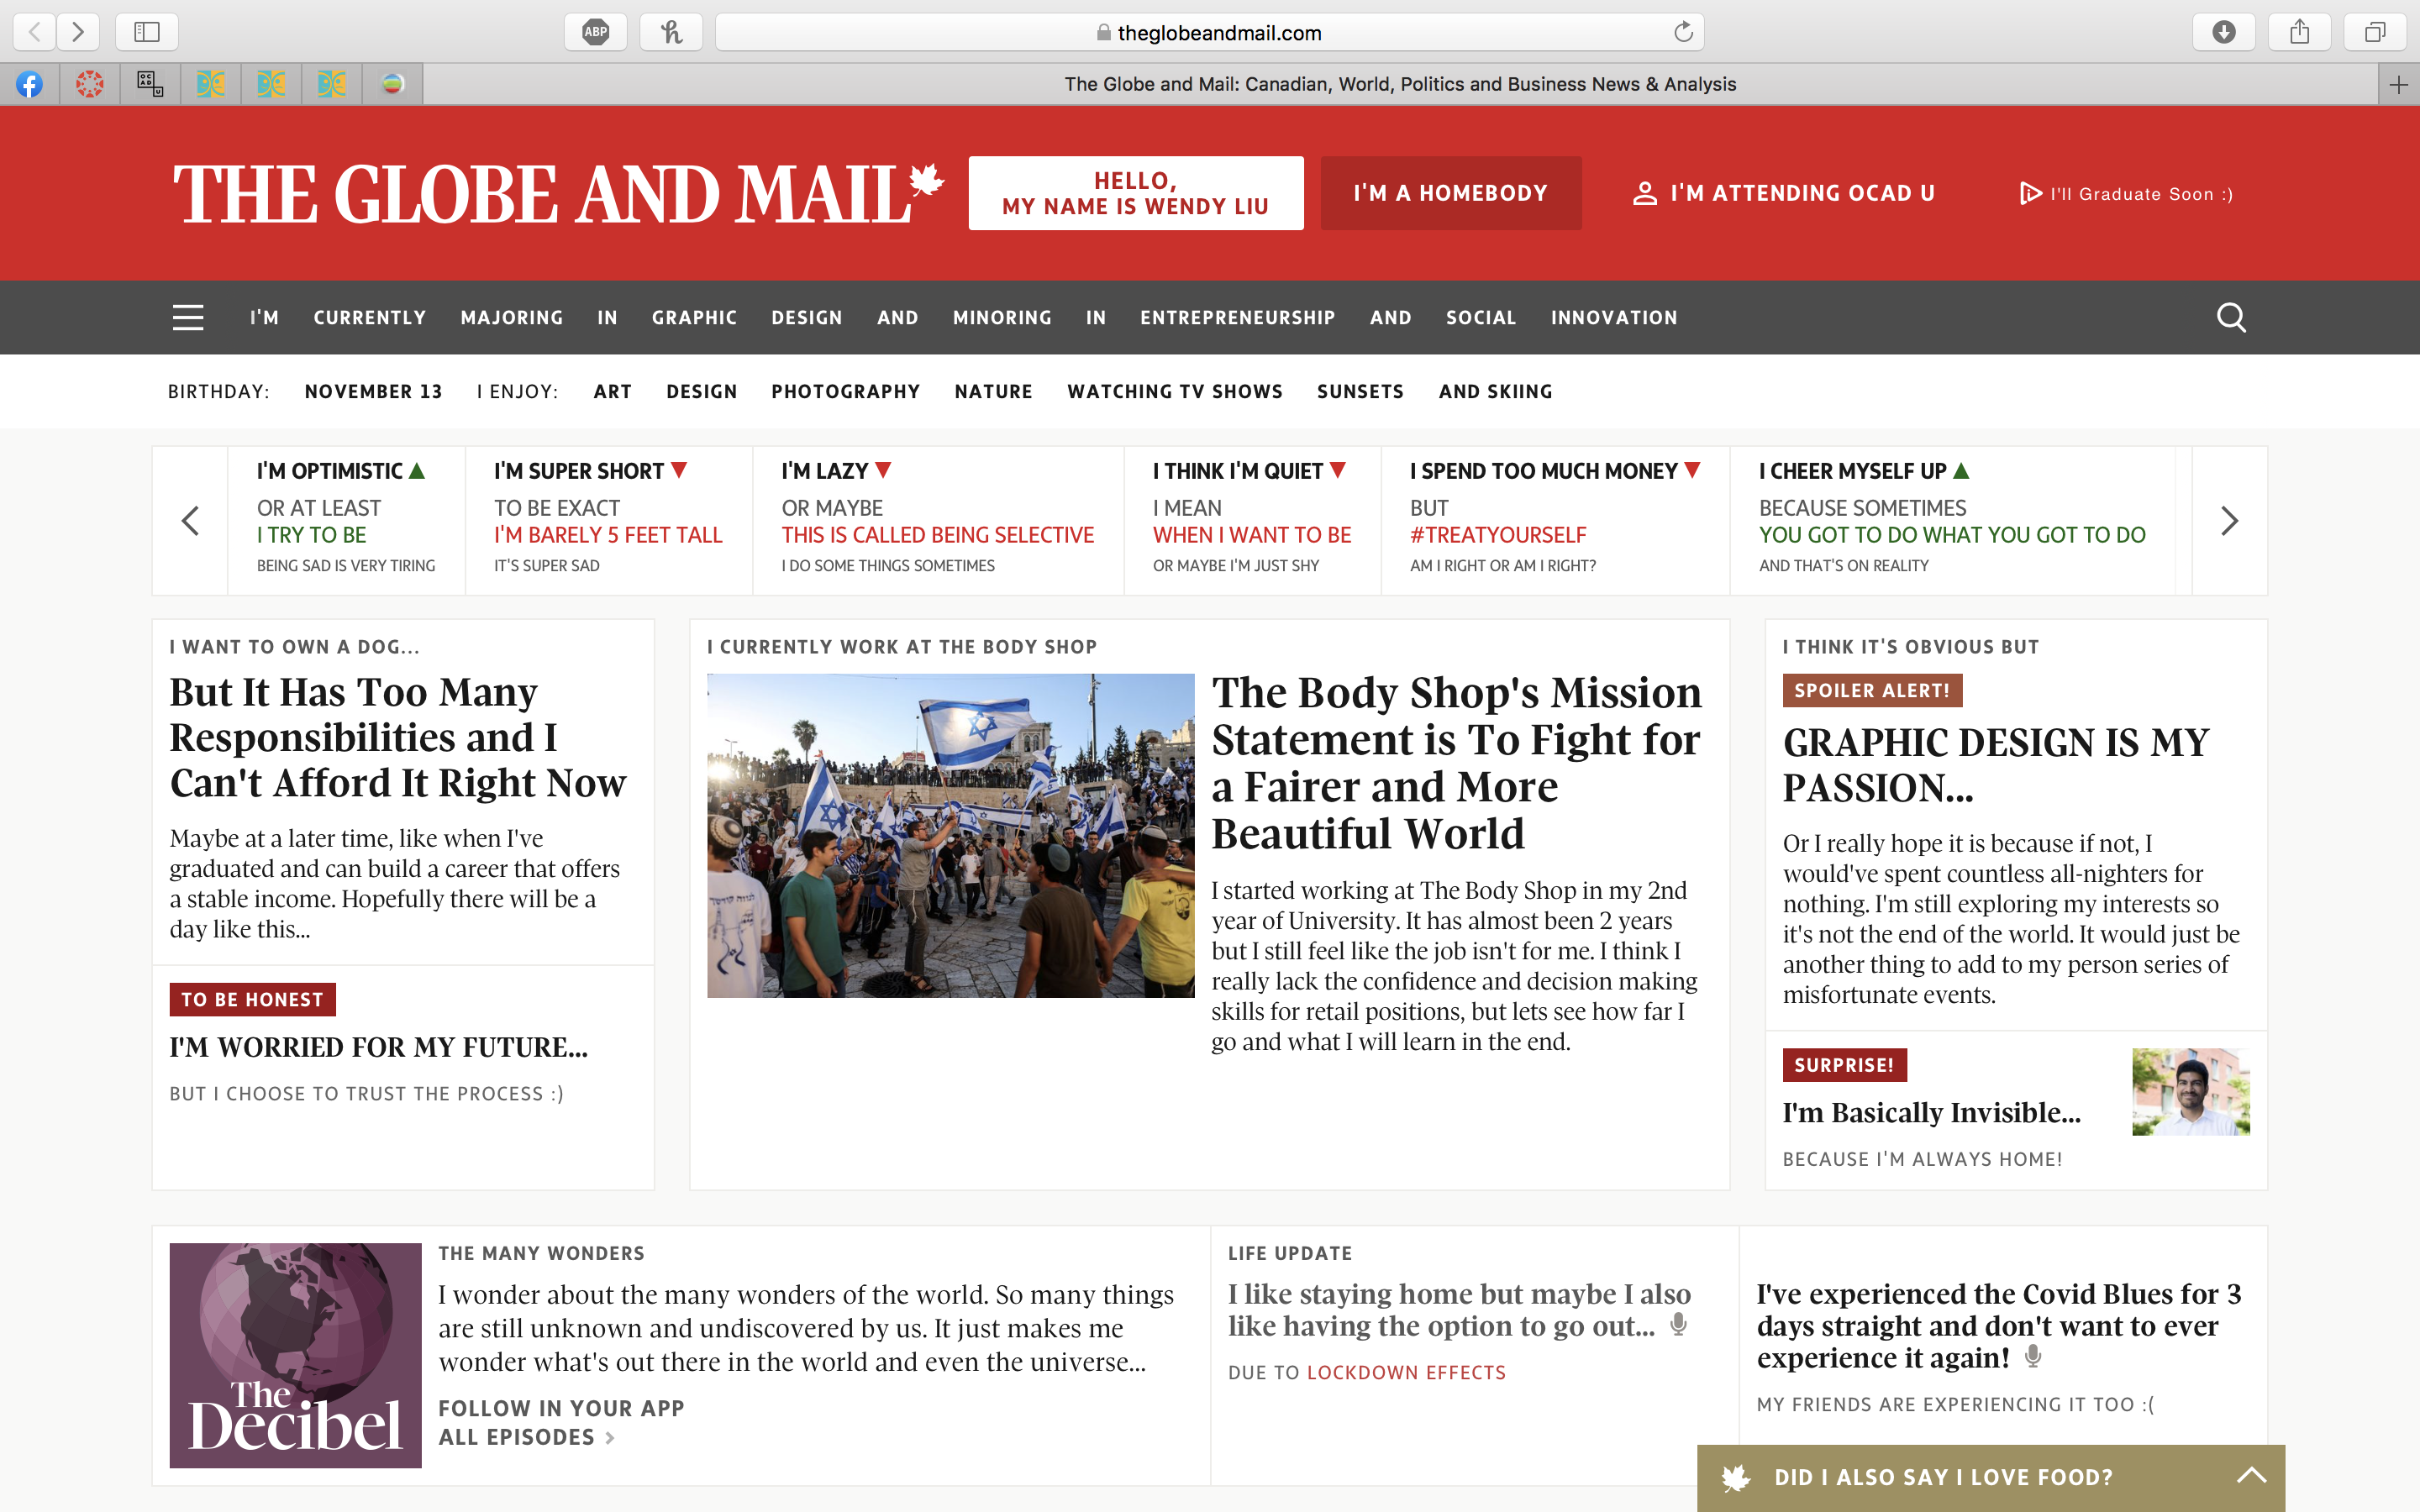 ABP
theglobeandmail.com
OCAD U
The Globe and Mail: Canadian, World, Politics and Business News & Analysis
THE GLOBE AND MAIL
HELLO,
MY NAME IS WENDY LIU
I'M A HOMEBODY
I'M ATTENDING OCAD U
I'll Graduate Soon :)
I'M CURRENTLY MAJORING IN GRAPHIC DESIGN AND MINORING IN ENTREPRENEURSHIP AND SOCIAL INNOVATION
BIRTHDAY: NOVEMBER 13 I ENJOY: ART DESIGN PHOTOGRAPHY NATURE WATCHING TV SHOWS SUNSETS AND SKIING
I'M OPTIMISTIC
OR AT LEAST
I TRY TO BE
BEING SAD IS VERY TIRING
I'M SUPER SHORT
TO BE EXACT
I'M BARELY 5 FEET TALL
IT'S SUPER SAD
I'M LAZY
OR MAYBE
THIS IS CALLED BEING SELECTIVE
I DO SOME THINGS SOMETIMES
I THINK I'M QUIET
I MEAN
WHEN I WANT TO BE
OR MAYBE I'M JUST SHY
I SPEND TOO MUCH MONEY
BUT
#TREATYOURSELF
AM I RIGHT OR AM I RIGHT?
I CHEER MYSELF UP
BECAUSE SOMETIMES
YOU GOT TO DO WHAT YOU GOT TO DO
AND THAT'S ON REALITY
I WANT TO OWN A DOG...
But It Has Too Many
Responsibilities and I
Can't Afford It Right Now
Maybe at a later time, like when I've
graduated and can build a career that offers
a stable income. Hopefully there will be a
day like this...
TO BE HONEST
I'M WORRIED FOR MY FUTURE...
BUT I CHOOSE TO TRUST THE PROCESS :)
I CURRENTLY WORK AT THE BODY SHOP
The Body Shop's Mission
Statement is To Fight for
a Fairer and More
Beautiful World
I started working at The Body Shop in my 2nd
year of University. It has almost been 2 years
but I still feel like the job isn't for me. I think I
really lack the confidence and decision making
skills for retail positions, but lets see how far I
go and what I will learn in the end.
I THINK IT'S OBVIOUS BUT
SPOILER ALERT!
GRAPHIC DESIGN IS MY
PASSION...
Or I really hope it is because if not, I
would've spent countless all-nighters for
nothing. I'm still exploring my interests so
it's not the end of the world. It would just be
another thing to add to my person series of
misfortunate events.
SURPRISE!
I'm Basically Invisible...
BECAUSE I'M ALWAYS HOME!
The
Decibel
THE MANY WONDERS
I wonder about the many wonders of the world. So many things
are still unknown and undiscovered by us. It just makes me
wonder what's out there in the world and even the universe...
FOLLOW IN YOUR APP
ALL EPISODES
LIFE UPDATE
I like staying home but maybe I also
like having the option to go out...
DUE TO LOCKDOWN EFFECTS
I've experienced the Covid Blues for 3
days straight and don't want to ever
experience it again!
MY FRIENDS ARE EXPERIENCING IT TOO :(
DID I ALSO SAY I LOVE FOOD?